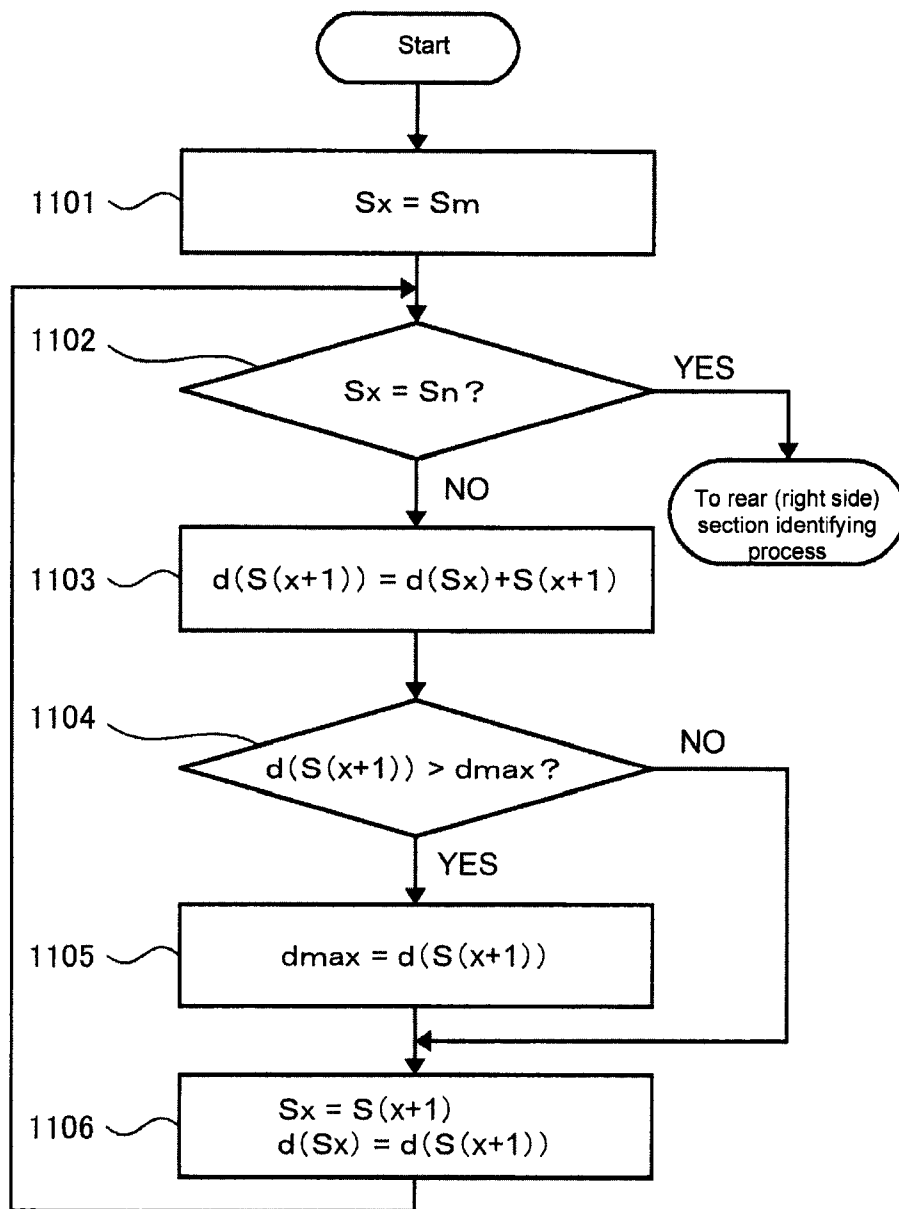 Start
1101
Sx = Sm
1102
Sx = Sn?
YES
NO
To rear (right side)
section identifying
process
1103
d(S(x+1)) = d(Sx)+S(x+1)
1104
d(S(x+1)) > dmax?
NO
YES
1105
dmax = d(S(x+1))
1106
Sx = S(x+1)
d(Sx) = d(S(x+1))